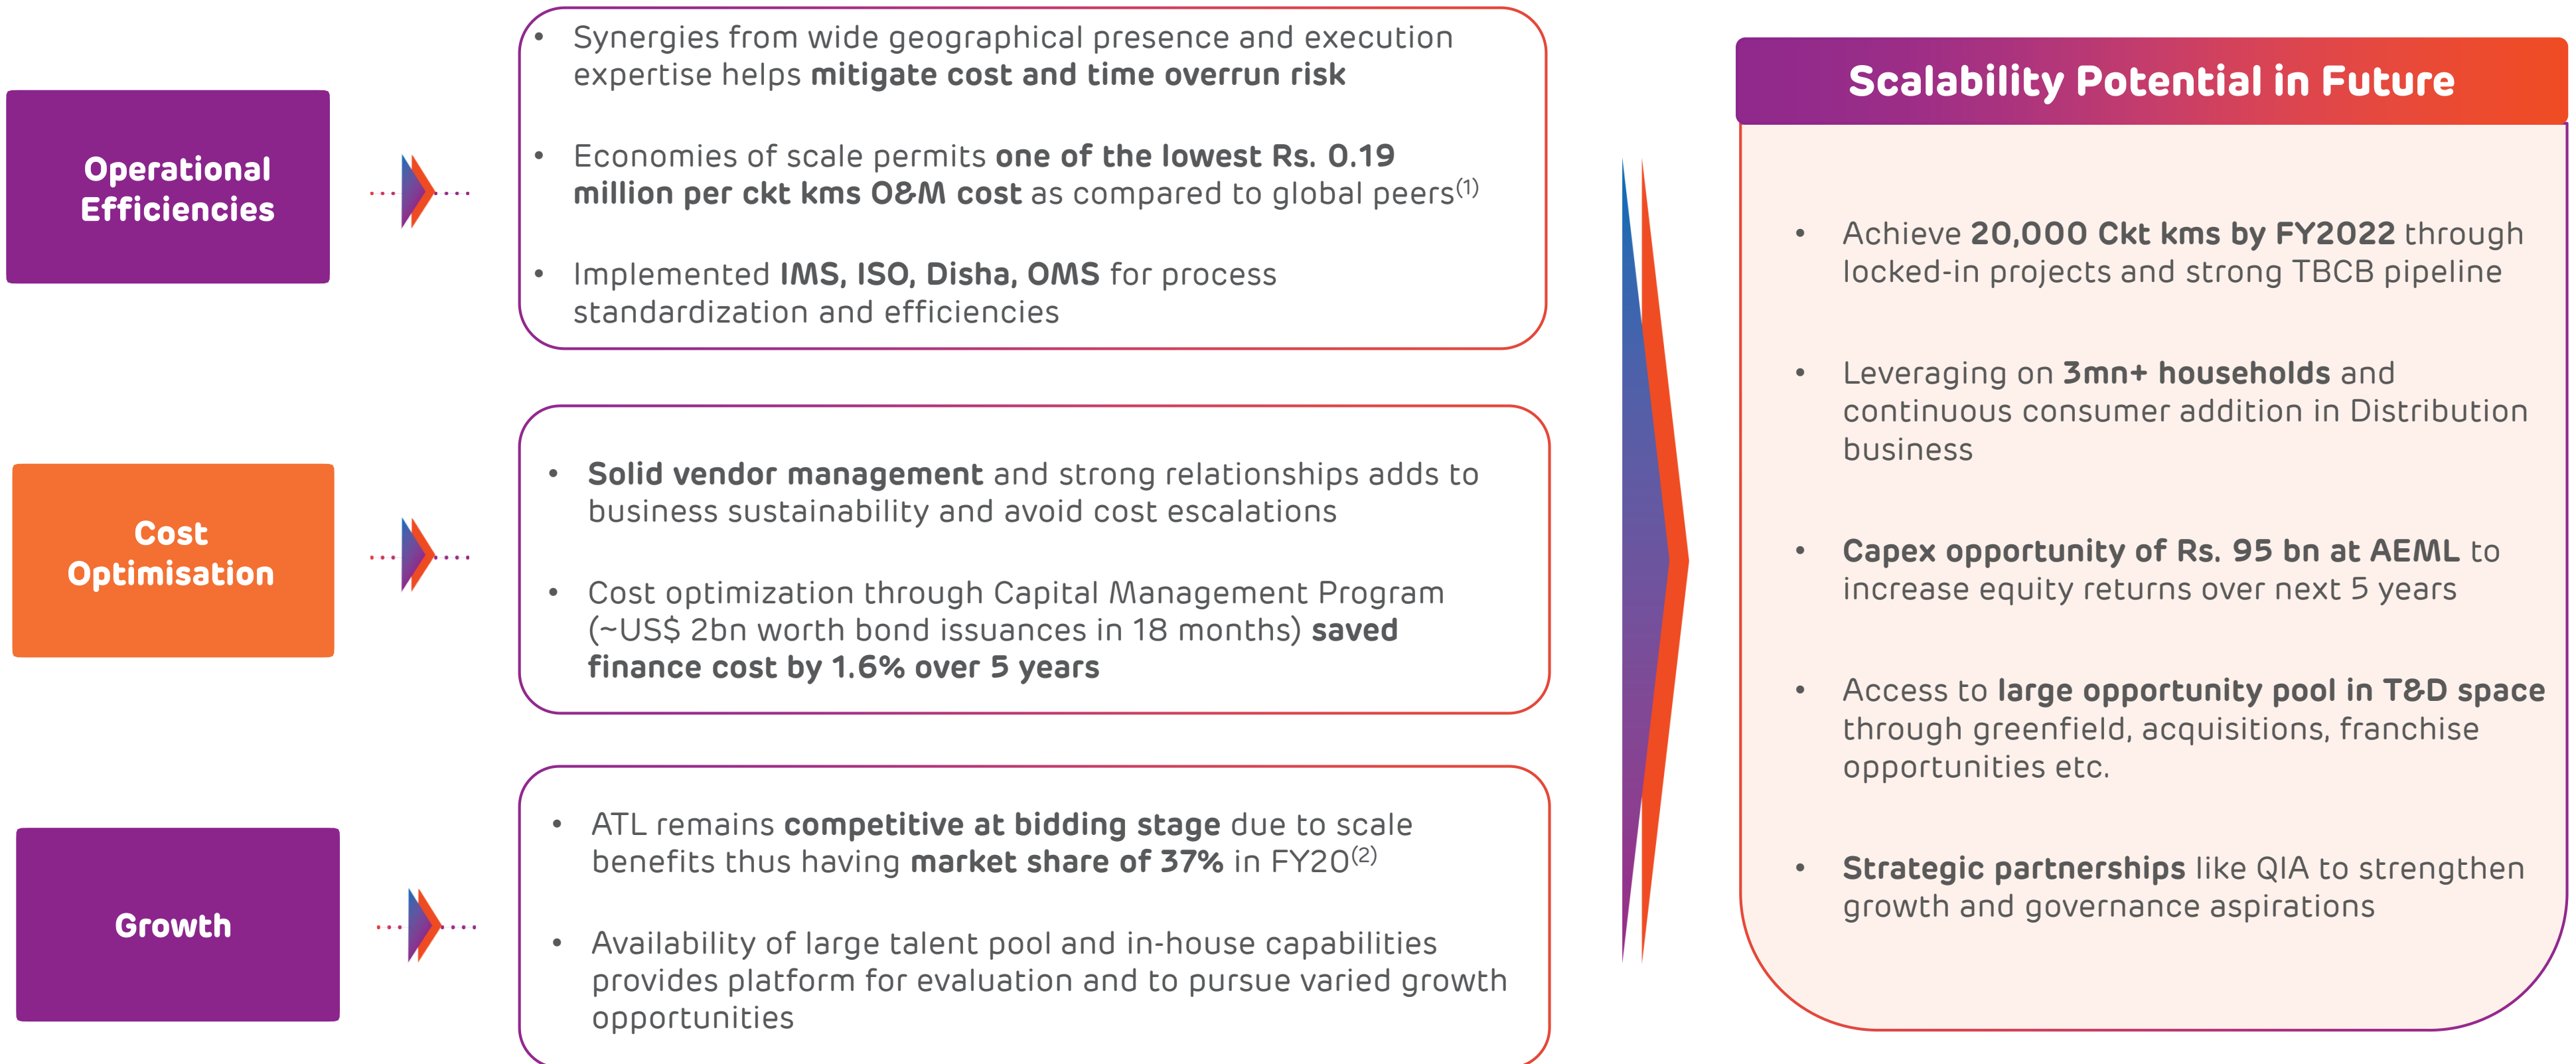 Operational
Efficiencies
• Synergies from wide geographical presence and execution
expertise helps mitigate cost and time overrun risk
• Economies of scale permits one of the lowest Rs. 0.19
million per ckt kms O&M cost as compared to global peers(1)
• Implemented IMS, ISO, Disha, OMS for process
standardization and efficiencies
Cost
Optimisation
• Solid vendor management and strong relationships adds to
business sustainability and avoid cost escalations
• Cost optimization through Capital Management Program
(~US$ 2bn worth bond issuances in 18 months) saved
finance cost by 1.6% over 5 years
Growth
• ATL remains competitive at bidding stage due to scale
benefits thus having market share of 37% in FY20(2)
• Availability of large talent pool and in-house capabilities
provides platform for evaluation and to pursue varied growth
opportunities
Scalability Potential in Future
• Achieve 20,000 Ckt kms by FY2022 through
locked-in projects and strong TBCB pipeline
• Leveraging on 3mn+ households and
continuous consumer addition in Distribution
business
• Capex opportunity of Rs. 95 bn at AEML to
increase equity returns over next 5 years
• Access to large opportunity pool in T&D space
through greenfield, acquisitions, franchise
opportunities etc.
• Strategic partnerships like QIA to strengthen
growth and governance aspirations